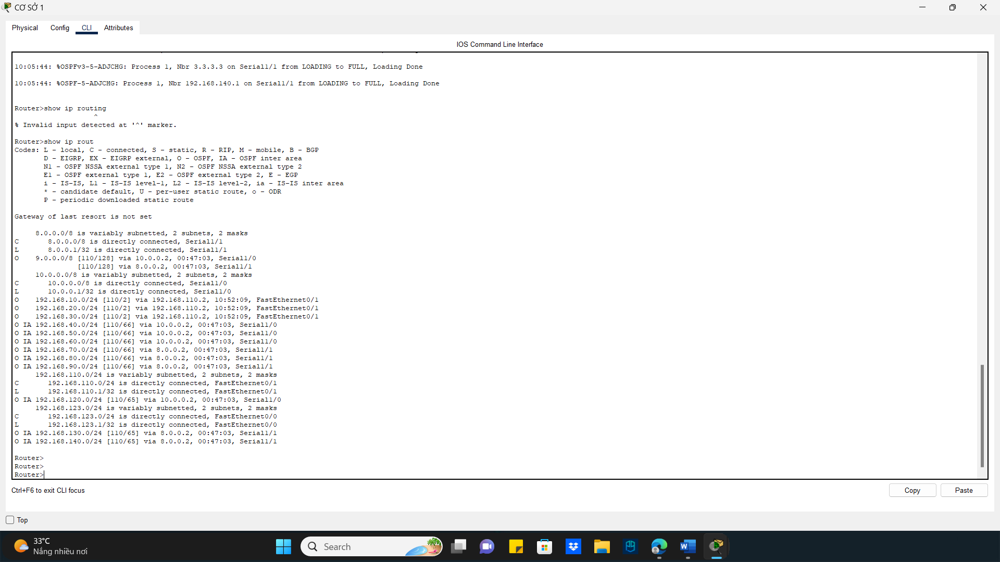 CƠ SỞ 1
Physical Config CLI Attributes
IOS Command Line Interface
10:05:44: %OSPFv3-5-ADJCHG: Process 1, Nbr 3.3.3.3 on Serial1/1 from LOADING to FULL, Loading Done
10:05:44: %OSPF-5-ADJCHG: Process 1, Nbr 192.168.140.1 on Serial1/1 from LOADING to FULL, Loading Done
Router>show ip routing
^
% Invalid input detected at '^' marker.
Router>show ip rout
Codes: L - local, C - connected, S - static, R - RIP, M - mobile, B - BGP
D - EIGRP, EX - EIGRP external, O - OSPF, IA - OSPF inter area
N1 - OSPF NSSA external type 1, N2 - OSPF NSSA external type 2
E1 - OSPF external type 1, E2 - OSPF external type 2, E - EGP
i - IS-IS, L1 - IS-IS level-1, L2 - IS-IS level-2, ia - IS-IS inter area
* - candidate default, U - per-user static route, o - ODR
P - periodic downloaded static route
Gateway of last resort is not set
8.0.0.0/8 is variably subnetted, 2 subnets, 2 masks
C 8.0.0.0/8 is directly connected, Serial1/1
L 8.0.0.1/32 is directly connected, Serial1/1
O 9.0.0.0/8 [110/128] via 10.0.0.2, 00:47:03, Serial1/0
[110/128] via 8.0.0.2, 00:47:03, Serial1/1
10.0.0.0/8 is variably subnetted, 2 subnets, 2 masks
C 10.0.0.0/8 is directly connected, Serial1/0
L 10.0.0.1/32 is directly connected, Serial1/0
O 192.168.10.0/24 [110/2] via 192.168.110.2, 10:52:09, FastEthernet0/1
O 192.168.20.0/24 [110/2] via 192.168.110.2, 10:52:09, FastEthernet0/1
O 192.168.30.0/24 [110/2] via 192.168.110.2, 10:52:09, FastEthernet0/1
O IA 192.168.40.0/24 [110/66] via 10.0.0.2, 00:47:03, Serial1/0
O IA 192.168.50.0/24 [110/66] via 10.0.0.2, 00:47:03, Serial1/0
O IA 192.168.60.0/24 [110/66] via 10.0.0.2, 00:47:03, Serial1/0
O IA 192.168.70.0/24 [110/66] via 8.0.0.2, 00:47:03, Serial1/1
O IA 192.168.80.0/24 [110/66] via 8.0.0.2, 00:47:03, Serial1/1
O IA 192.168.90.0/24 [110/66] via 8.0.0.2, 00:47:03, Serial1/1
192.168.110.0/24 is variably subnetted, 2 subnets, 2 masks
C 192.168.110.0/24 is directly connected, FastEthernet0/1
L 192.168.110.1/32 is directly connected, FastEthernet0/1
O IA 192.168.120.0/24 [110/65] via 10.0.0.2, 00:47:03, Serial1/0
192.168.123.0/24 is variably subnetted, 2 subnets, 2 masks
C 192.168.123.0/24 is directly connected, FastEthernet0/0
L 192.168.123.1/32 is directly connected, FastEthernet0/0
O IA 192.168.130.0/24 [110/65] via 8.0.0.2, 00:47:03, Serial1/1
O IA 192.168.140.0/24 [110/65] via 8.0.0.2, 00:47:03, Serial1/1
Router>
Router>
Router>
Ctrl+F6 to exit CLI focus
Copy Paste
Top
33°C
Nắng nhiều nơi
Search